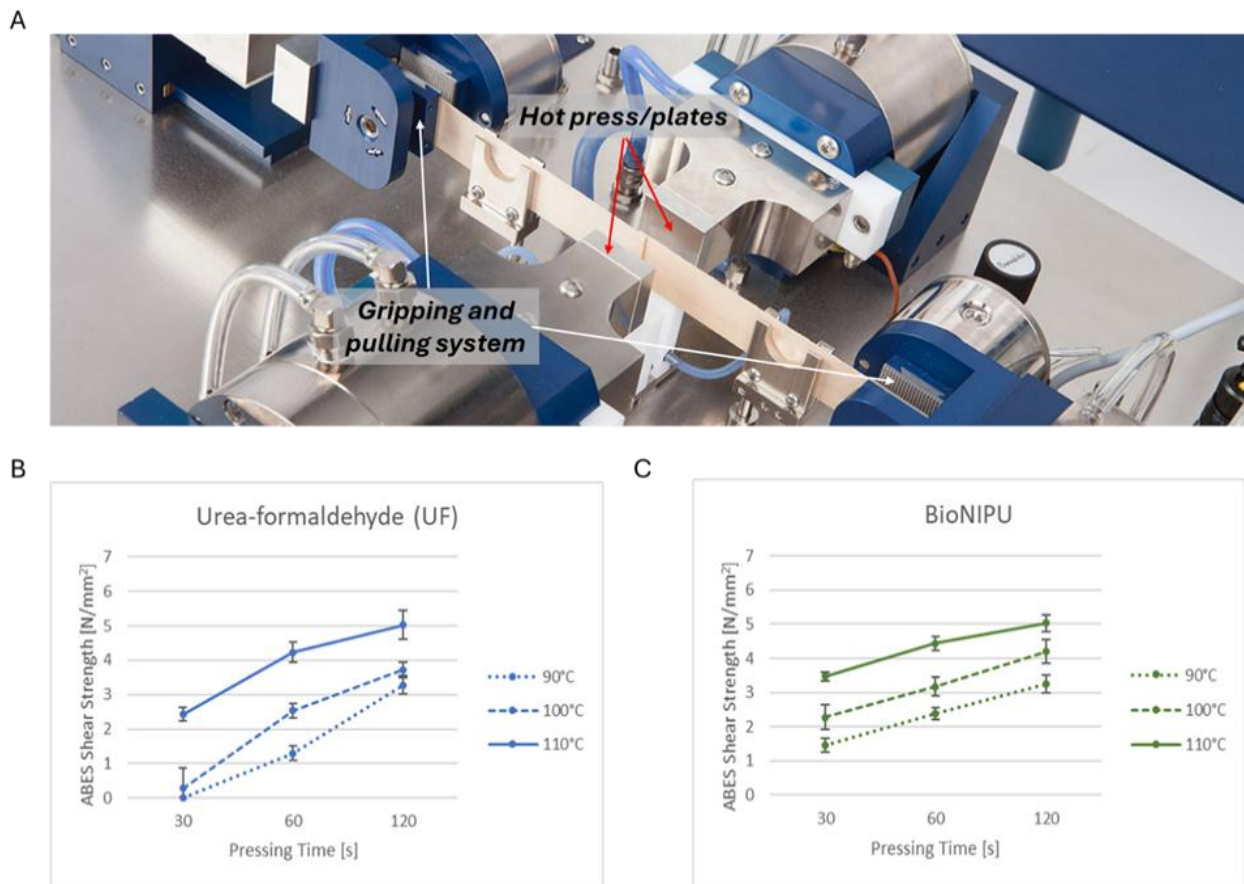 A
Hot press/plates
Gripping and
pulling system
B
Urea-formaldehyde (UF)
ABES Shear Strength [N/mm²]
7
6
5
4
3
2
1
0
30 60 120
Pressing Time [s]
90°C
100°C
110°C
C
BioNIPU
ABES Shear Strength [N/mm²]
7
6
5
4
3
2
1
0
30 60 120
Pressing Time [s]
90°C
100°C
110°C